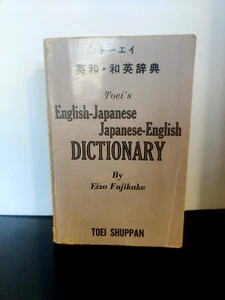 トーエイ
英和・和英辞典
Toei's
English-Japanese
Japanese-English
DICTIONARY
By
Eizo Fujikake
TOEI SHUPPAN